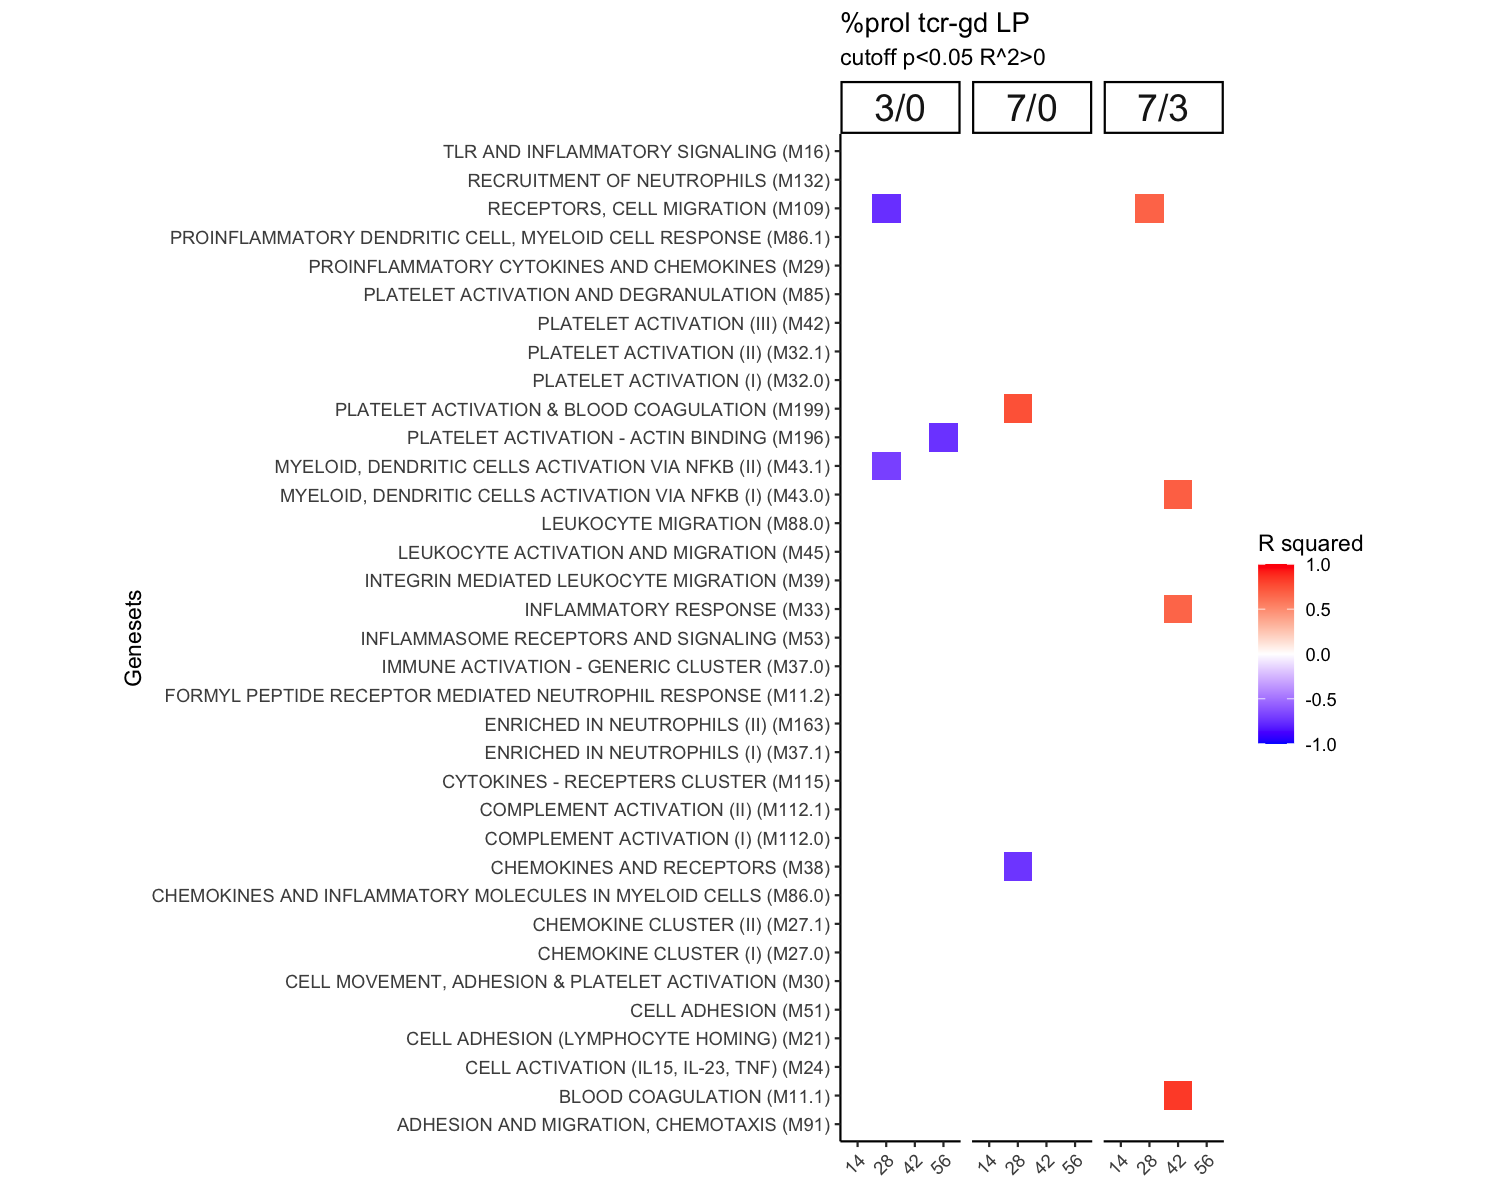 %prol tcr-gd LP
cutoff p<0.05 R^2>0
3/0 7/0 7/3
TLR AND INFLAMMATORY SIGNALING (M16)
RECRUITMENT OF NEUTROPHILS (M132)
RECEPTORS, CELL MIGRATION (M109)
PROINFLAMMATORY DENDRITIC CELL, MYELOID CELL RESPONSE (M86.1)
PROINFLAMMATORY CYTOKINES AND CHEMOKINES (M29)
PLATELET ACTIVATION AND DEGRANULATION (M85)
PLATELET ACTIVATION (III) (M42)
PLATELET ACTIVATION (II) (M32.1)
PLATELET ACTIVATION (I) (M32.0)
PLATELET ACTIVATION & BLOOD COAGULATION (M199)
PLATELET ACTIVATION - ACTIN BINDING (M196)
MYELOID, DENDRITIC CELLS ACTIVATION VIA NFKB (II) (M43.1)
MYELOID, DENDRITIC CELLS ACTIVATION VIA NFKB (I) (M43.0)
LEUKOCYTE MIGRATION (M88.0)
LEUKOCYTE ACTIVATION AND MIGRATION (M45)
INTEGRIN MEDIATED LEUKOCYTE MIGRATION (M39)
INFLAMMATORY RESPONSE (M33)
INFLAMMASOME RECEPTORS AND SIGNALING (M53)
IMMUNE ACTIVATION - GENERIC CLUSTER (M37.0)
FORMYL PEPTIDE RECEPTOR MEDIATED NEUTROPHIL RESPONSE (M11.2)
ENRICHED IN NEUTROPHILS (II) (M163)
ENRICHED IN NEUTROPHILS (I) (M37.1)
CYTOKINES - RECEPTERS CLUSTER (M115)
COMPLEMENT ACTIVATION (II) (M112.1)
COMPLEMENT ACTIVATION (I) (M112.0)
CHEMOKINES AND RECEPTORS (M38)
CHEMOKINES AND INFLAMMATORY MOLECULES IN MYELOID CELLS (M86.0)
CHEMOKINE CLUSTER (II) (M27.1)
CHEMOKINE CLUSTER (I) (M27.0)
CELL MOVEMENT, ADHESION & PLATELET ACTIVATION (M30)
CELL ADHESION (M51)
CELL ADHESION (LYMPHOCYTE HOMING) (M21)
CELL ACTIVATION (IL15, IL-23, TNF) (M24)
BLOOD COAGULATION (M11.1)
ADHESION AND MIGRATION, CHEMOTAXIS (M91)
Genesets
14 28 42 56 14 28 42 56 14 28 42 56
R squared
1.0
0.5
0.0
-0.5
-1.0